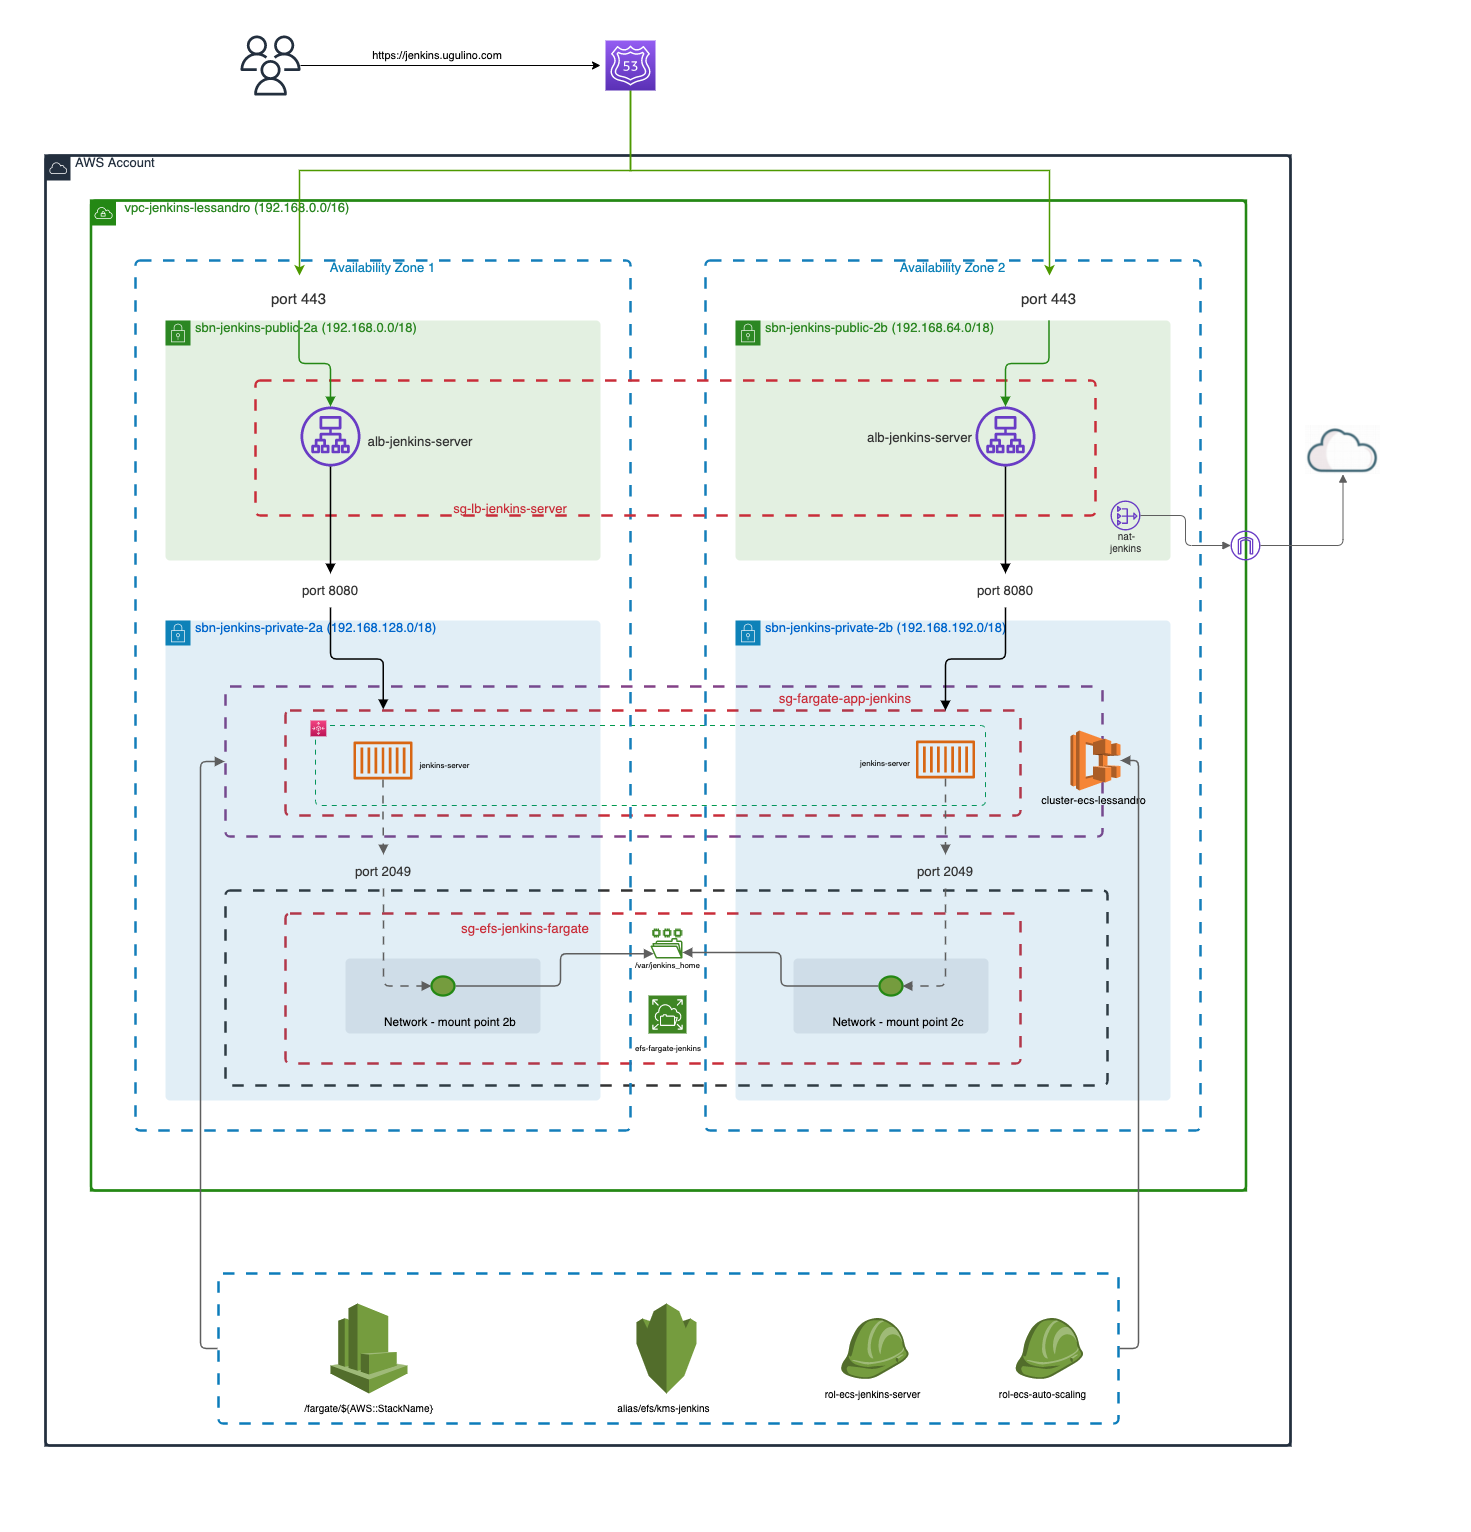 https://jenkins.ugulino.com
53
AWS Account
vpc-jenkins-lessandro (192.168.0.0/16)
Availability Zone 1
Availability Zone 2
port 443
port 443
sbn-jenkins-public-2a (192.168.0.0/18)
sbn-jenkins-public-2b (192.168.64.0/18)
alb-jenkins-server
alb-jenkins-server
sg-lb-jenkins-server
nat-
jenkins
port 8080
port 8080
sbn-jenkins-private-2a (192.168.128.0/18)
sbn-jenkins-private-2b (192.168.192.0/18)
sg-fargate-app-jenkins
jenkins-server
jenkins-server
cluster-ecs-lessandro
port 2049
port 2049
sg-efs-jenkins-fargate
/var/jenkins_home
Network - mount point 2b
Network - mount point 2c
efs-fargate-jenkins
/fargate/${AWS::StackName}
alias/efs/kms-jenkins
rol-ecs-jenkins-server
rol-ecs-auto-scaling